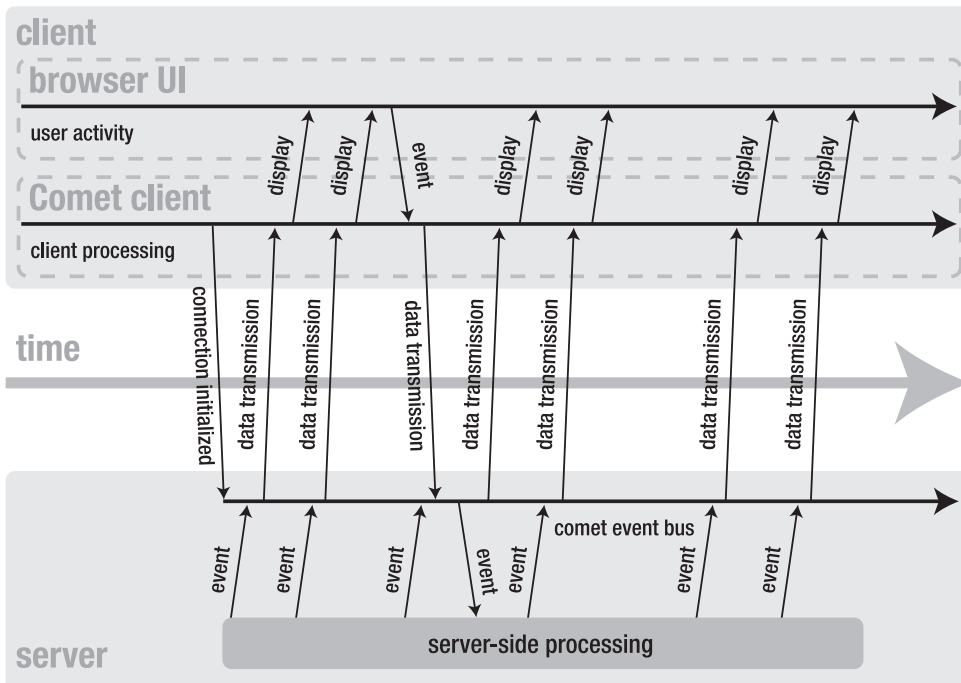 client
browser UI
user activity
display
display
event
display
display
display
display
Comet client
client processing
connection initialized
data transmission
data transmission
data transmission
data transmission
data transmission
data transmission
data transmission
time
comet event bus
event
event
event
event
event
event
event
server-side processing
server